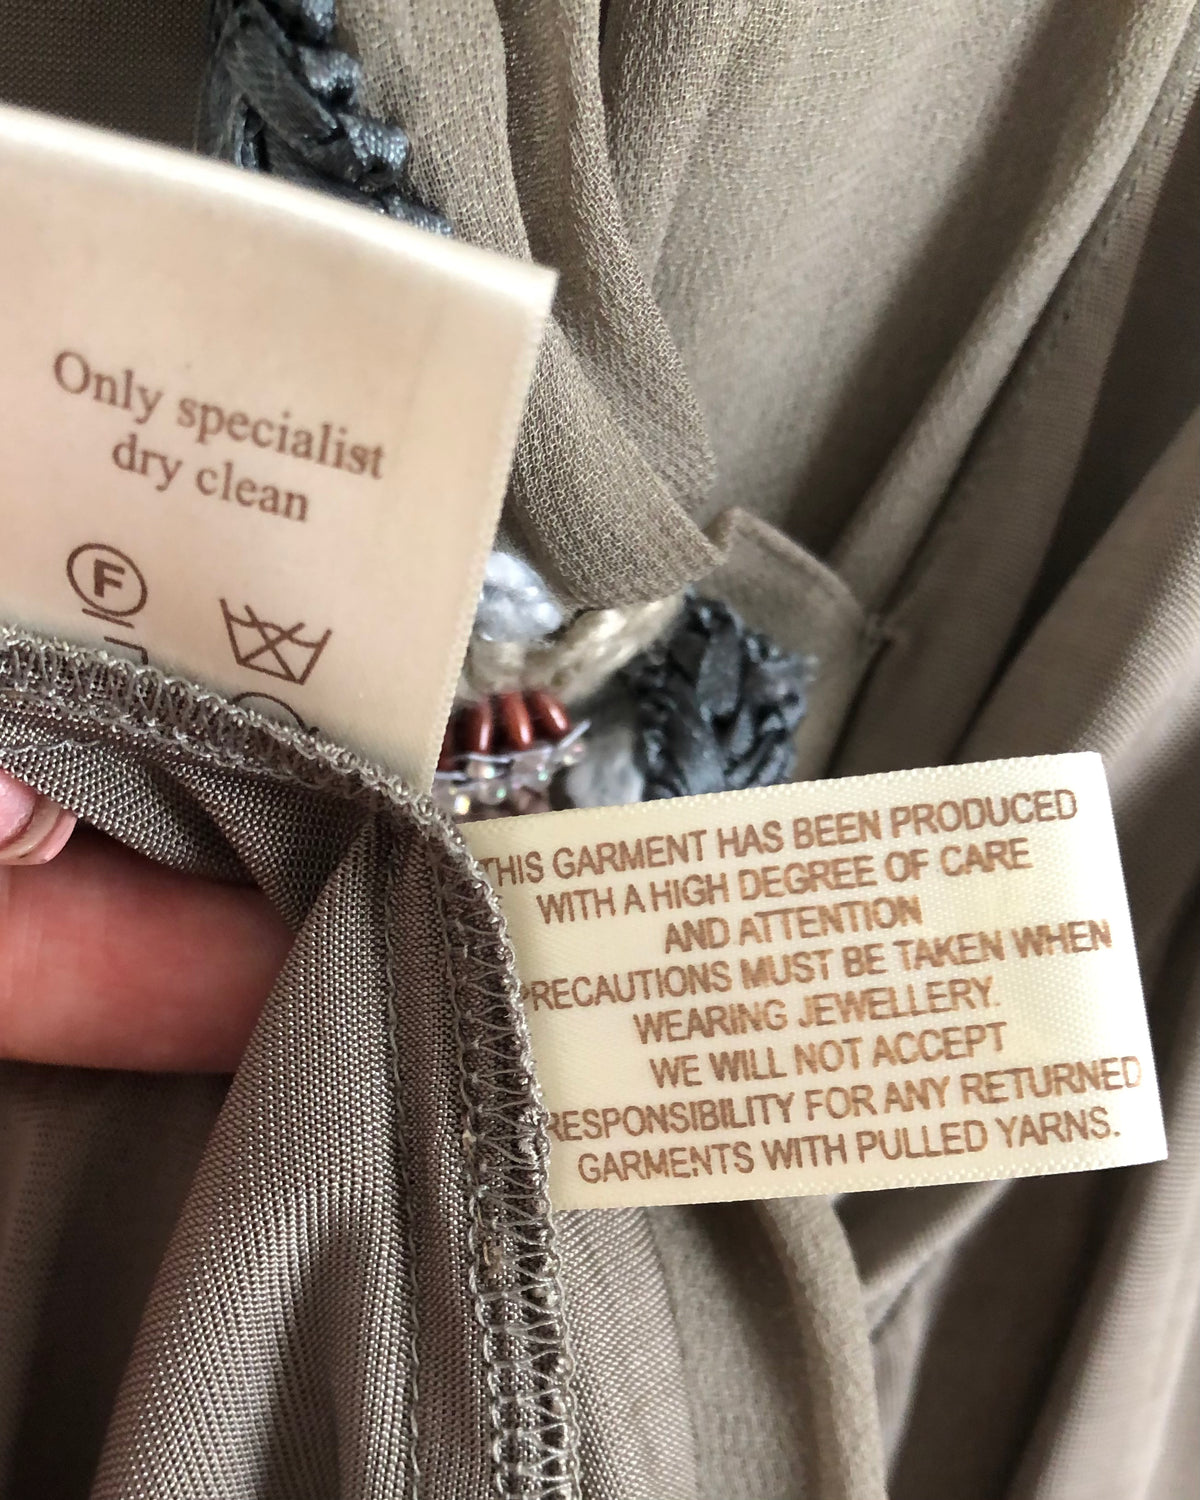 Only specialist
dry clean
F
THIS GARMENT HAS BEEN PRODUCED
WITH A HIGH DEGREE OF CARE
AND ATTENTION
PRECAUTIONS MUST BE TAKEN WHEN
WEARING JEWELLERY.
WE WILL NOT ACCEPT
RESPONSIBILITY FOR ANY RETURNED
GARMENTS WITH PULLED YARNS.